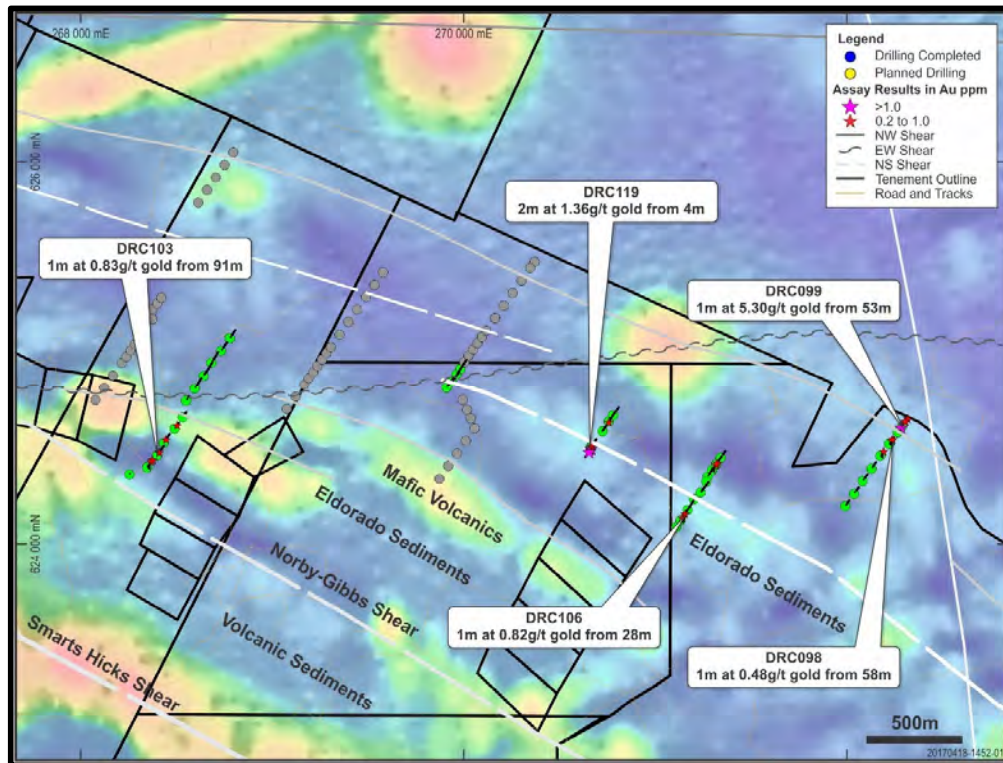 268 000 mE
270 000 mE
626 000 mN
624 000 mN
Legend
Drilling Completed
Planned Drilling
Assay Results in Au ppm
>1.0
0.2 to 1.0
NW Shear
EW Shear
NS Shear
Tenement Outline
Road and Tracks
DRC119
2m at 1.36g/t gold from 4m
DRC103
1m at 0.83g/t gold from 91m
DRC099
1m at 5.30g/t gold from 53m
Mafic Volcanics
Eldorado Sediments
Norby-Gibbs Shear
Volcanic Sediments
Smarts Hicks Shear
Eldorado Sediments
DRC106
1m at 0.82g/t gold from 28m
DRC098
1m at 0.48g/t gold from 58m
500m
20170418-1452-01